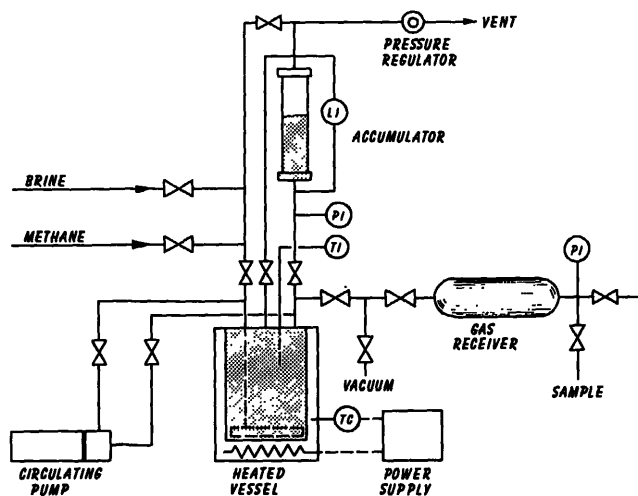 VENT
PRESSURE
REGULATOR
LI
ACCUMULATOR
BRINE
PI
METHANE
TI
PI
GAS
RECEIVER
VACUUM
SAMPLE
TC
CIRCULATING
PUMP
HEATED
VESSEL
POWER
SUPPLY